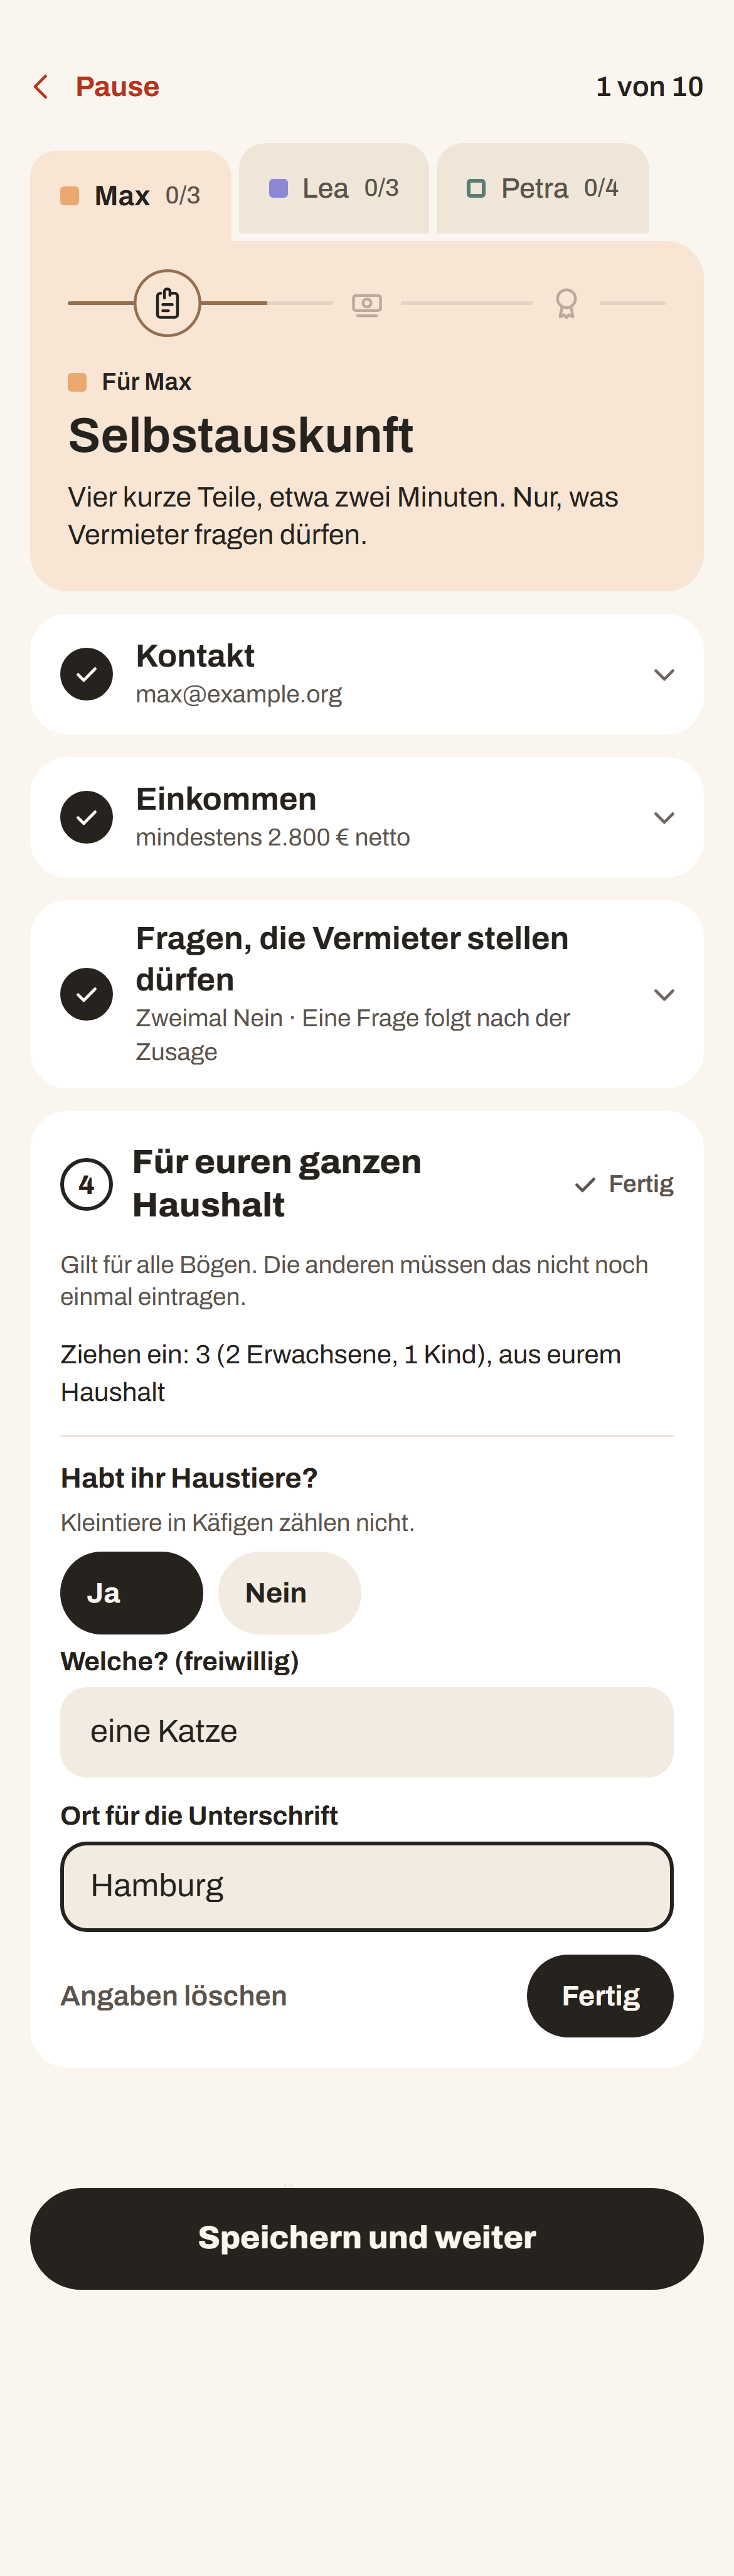 Pause
1 von 10
Max 0/3
Lea 0/3
Petra 0/4
Für Max
Selbstauskunft
Vier kurze Teile, etwa zwei Minuten. Nur, was
Vermieter fragen dürfen.
Kontakt
max@example.org
Einkommen
mindestens 2.800 € netto
Fragen, die Vermieter stellen
dürfen
Zweimal Nein · Eine Frage folgt nach der
Zusage
4
Für euren ganzen
Haushalt
Fertig
Gilt für alle Bögen. Die anderen müssen das nicht noch
einmal eintragen.
Ziehen ein: 3 (2 Erwachsene, 1 Kind), aus eurem
Haushalt
Habt ihr Haustiere?
Kleintiere in Käfigen zählen nicht.
Ja
Nein
Welche? (freiwillig)
eine Katze
Ort für die Unterschrift
Hamburg
Angaben löschen
Fertig
Speichern und weiter